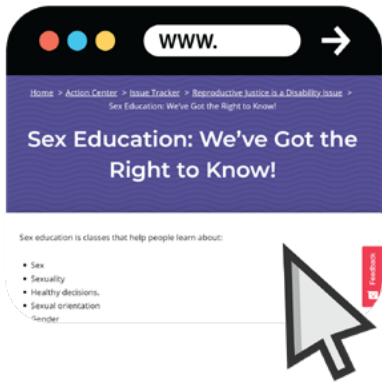 www.
Home > Action Center > Issue Tracker > Reproductive Justice is a Disability Issue >
Sex Education: We've Got the Right to Know!
Sex Education: We've Got the
Right to Know!
Sex education is classes that help people learn about:
• Sex
• Sexuality
• Healthy decisions.
• Sexual orientation
• Gender
Feedback